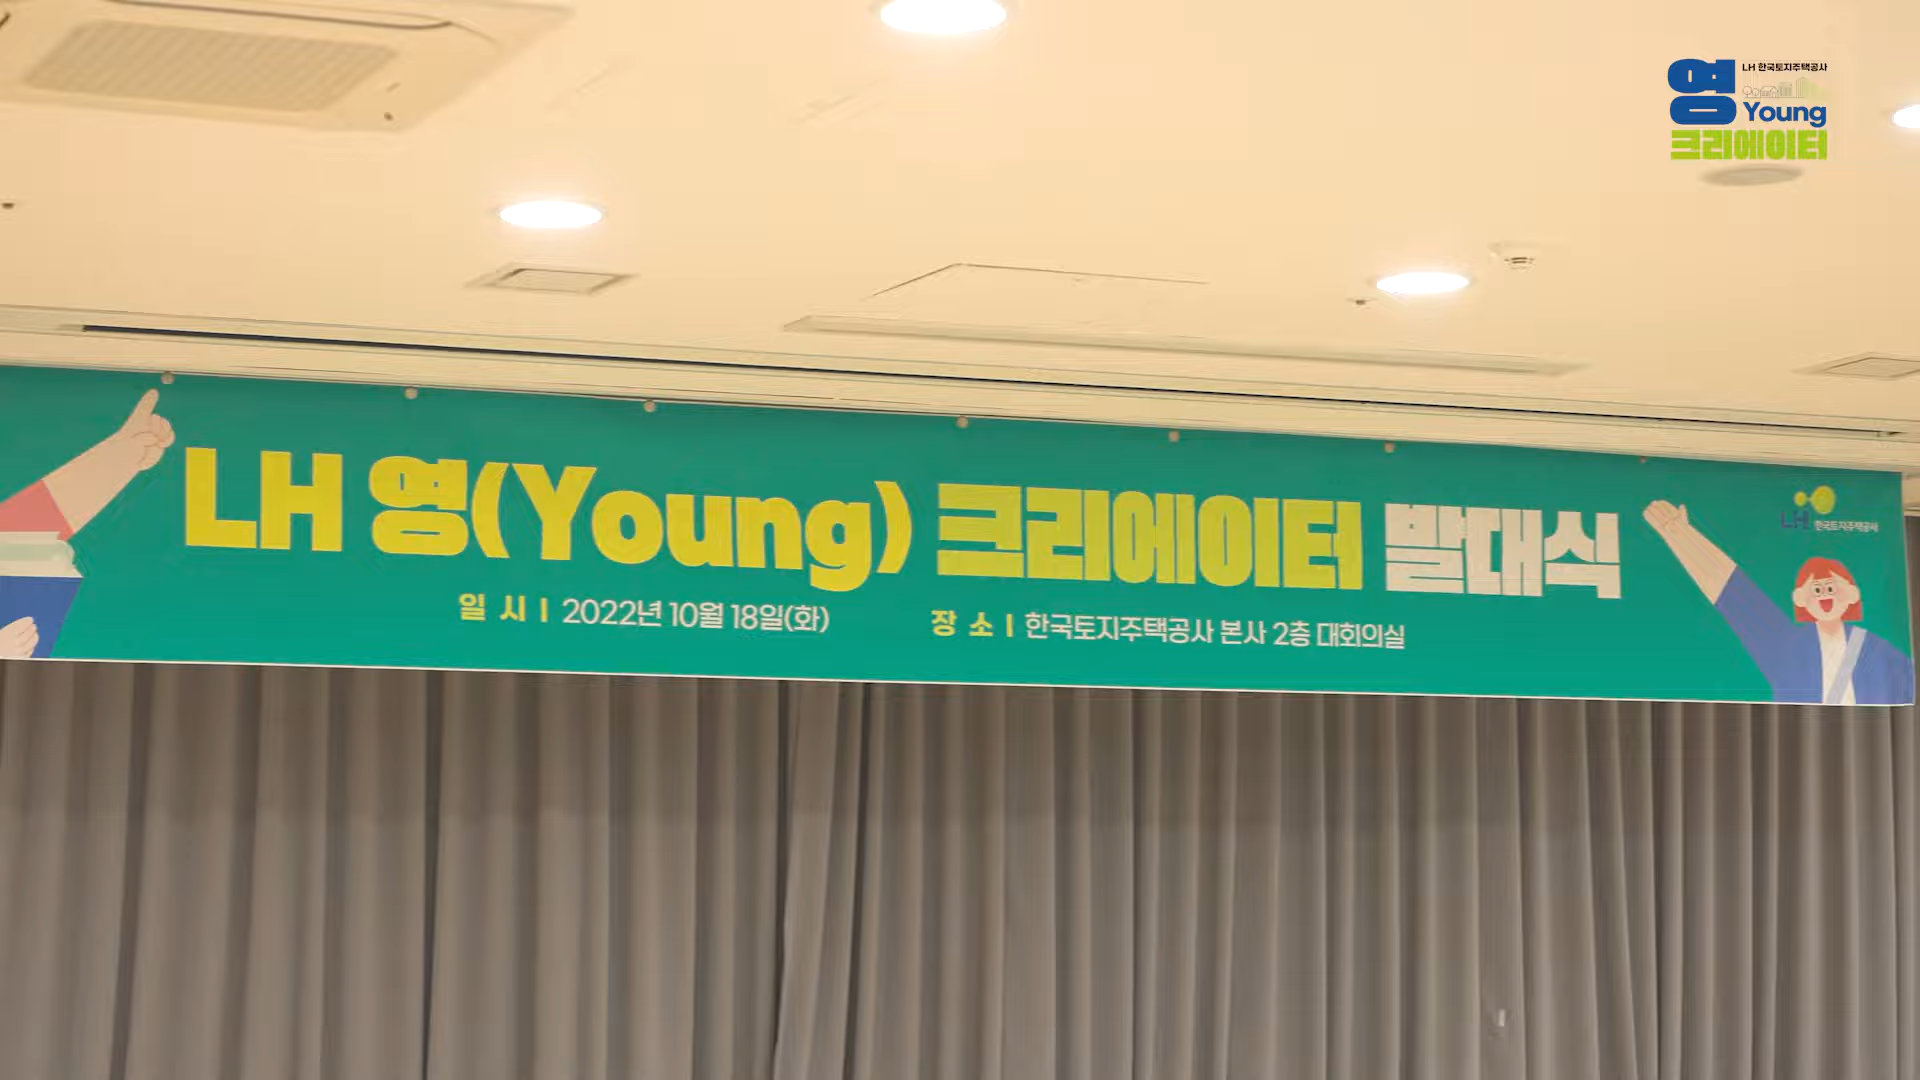 영
LH 한국토지주택공사
Young
크리에이터
LH 영(Young) 크리에이터 발대식
일 시 | 2022년 10월 18일(화)
장 소 | 한국토지주택공사 본사 2층 대회의실
LH 한국토지주택공사